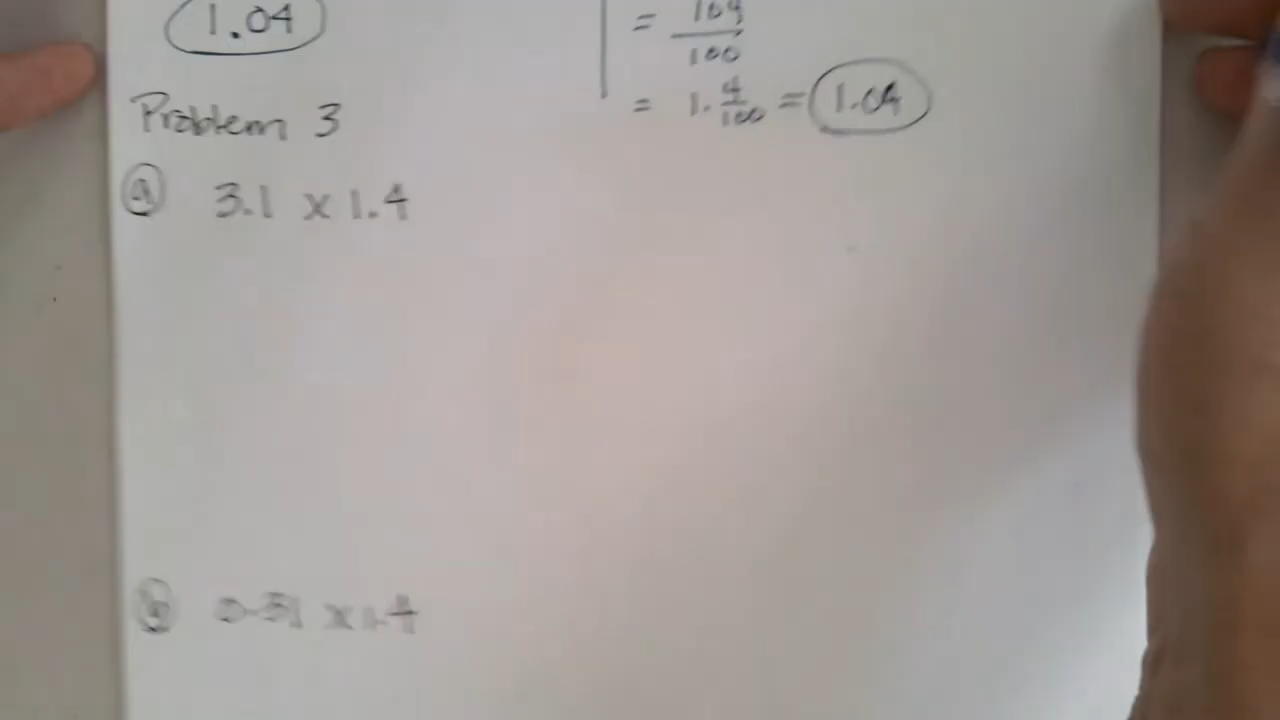 1.04
= 104/100
= 1. 4/100 = 1.04
Problem 3
a 3.1 x 1.4
b 0.31 x 1.4